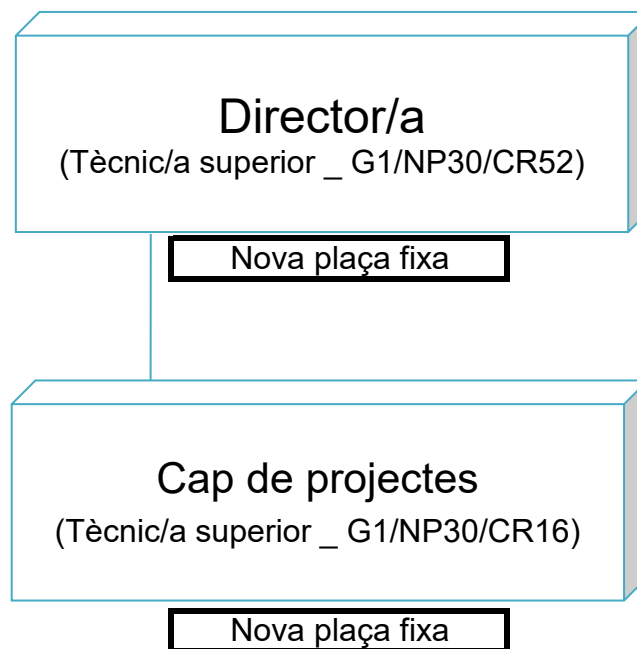 Director/a
(Tècnic/a superior _ G1/NP30/CR52)
Nova plaça fixa
Cap de projectes
(Tècnic/a superior _ G1/NP30/CR16)
Nova plaça fixa